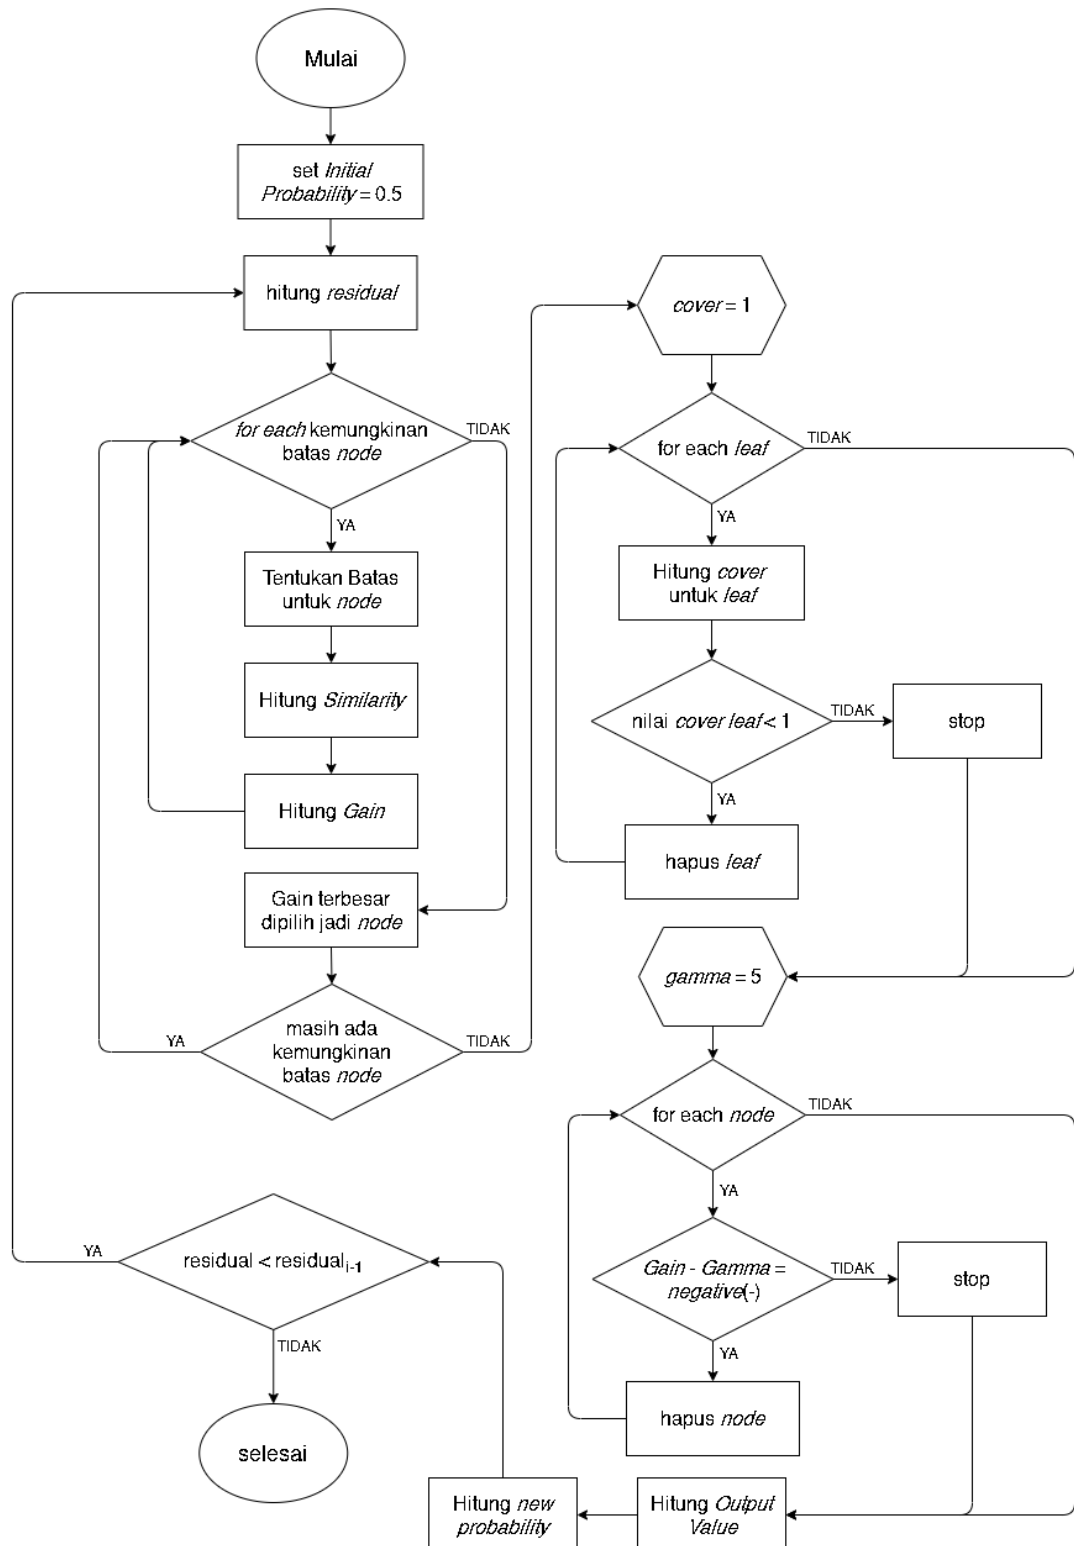 Mulai
set Initial
Probability = 0.5
hitung residual
for each kemungkinan
batas node
TIDAK
YA
Tentukan Batas
untuk node
Hitung Similarity
Hitung Gain
Gain terbesar
dipilih jadi node
masih ada
kemungkinan
batas node
YA
TIDAK
cover = 1
for each leaf
TIDAK
YA
Hitung cover
untuk leaf
nilai cover leaf < 1
TIDAK
stop
YA
hapus leaf
gamma = 5
for each node
TIDAK
YA
Gain - Gamma =
negative(-)
TIDAK
stop
YA
hapus node
Hitung Output
Value
Hitung new
probability
residual < residual i-1
YA
TIDAK
selesai